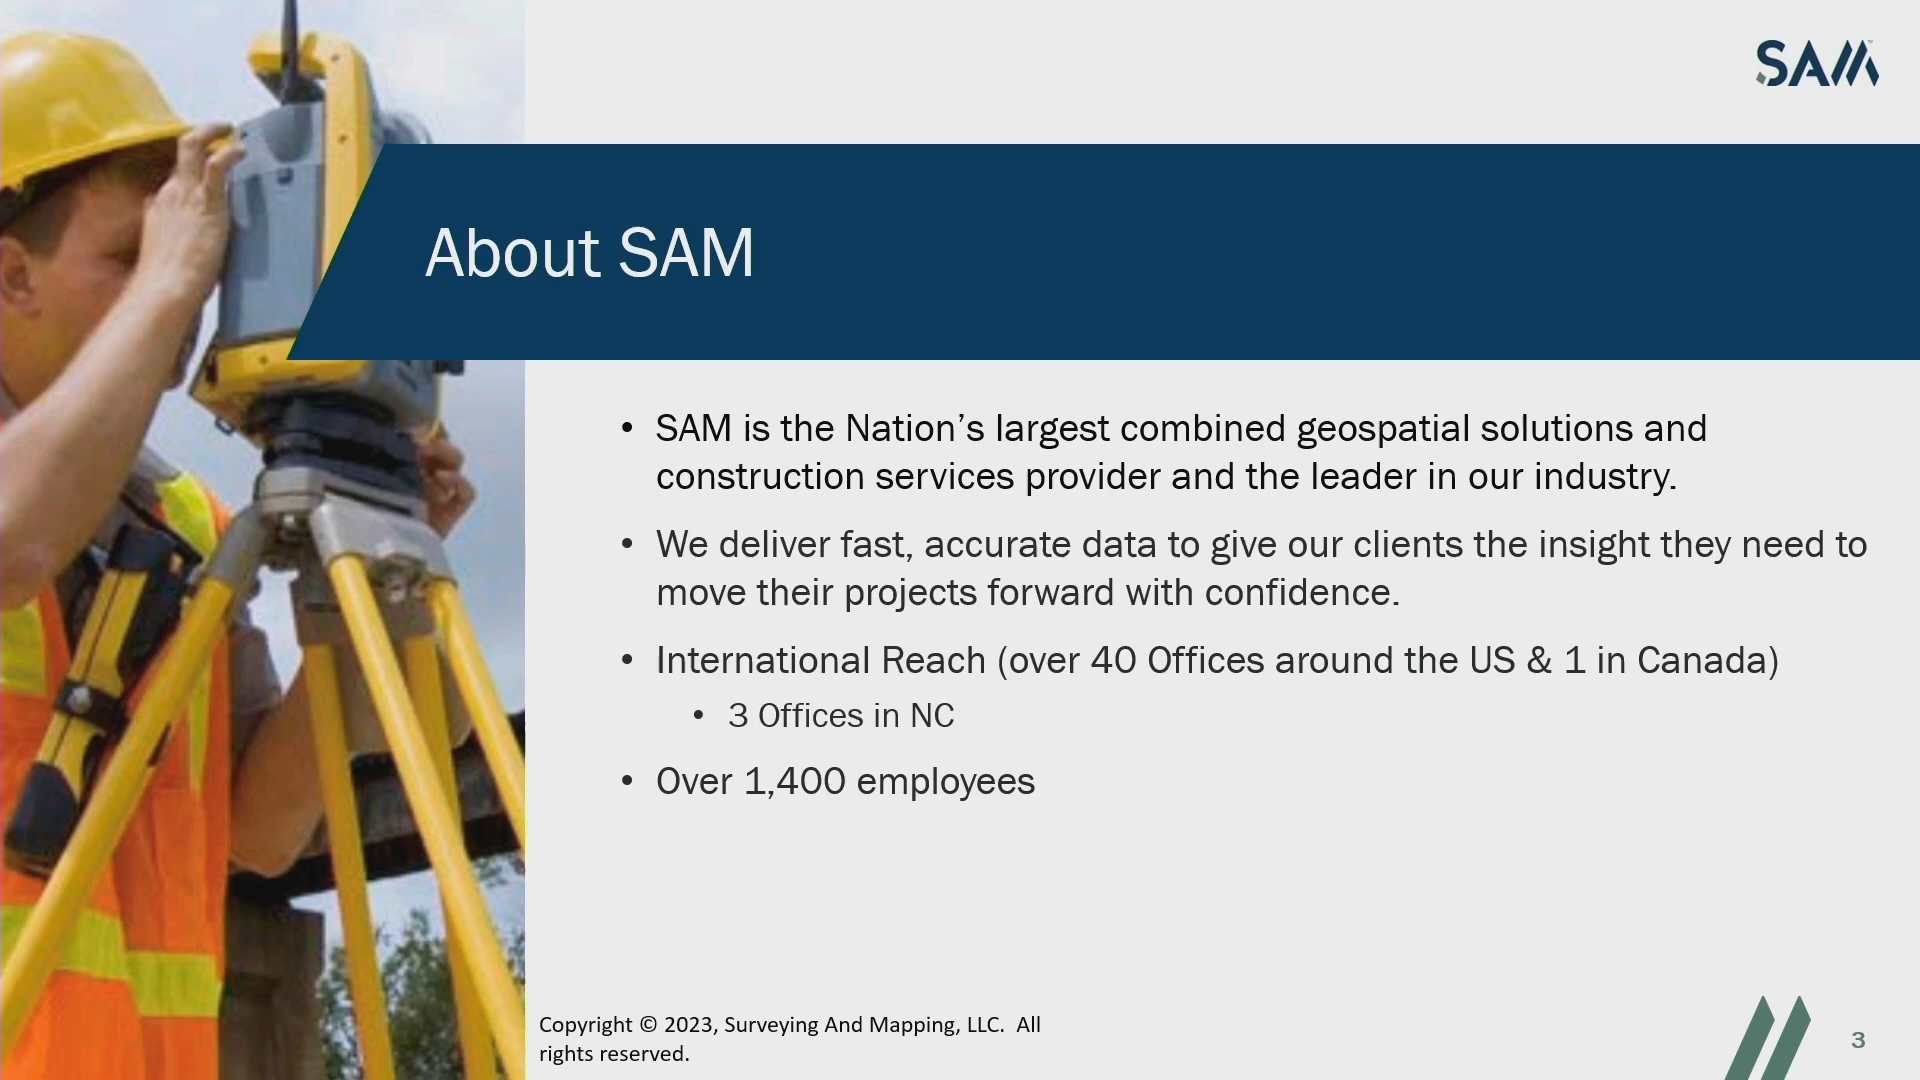 SAM
About SAM
• SAM is the Nation’s largest combined geospatial solutions and
construction services provider and the leader in our industry.
• We deliver fast, accurate data to give our clients the insight they need to
move their projects forward with confidence.
• International Reach (over 40 Offices around the US & 1 in Canada)
• 3 Offices in NC
• Over 1,400 employees
Copyright © 2023, Surveying And Mapping, LLC.  All
rights reserved.
3